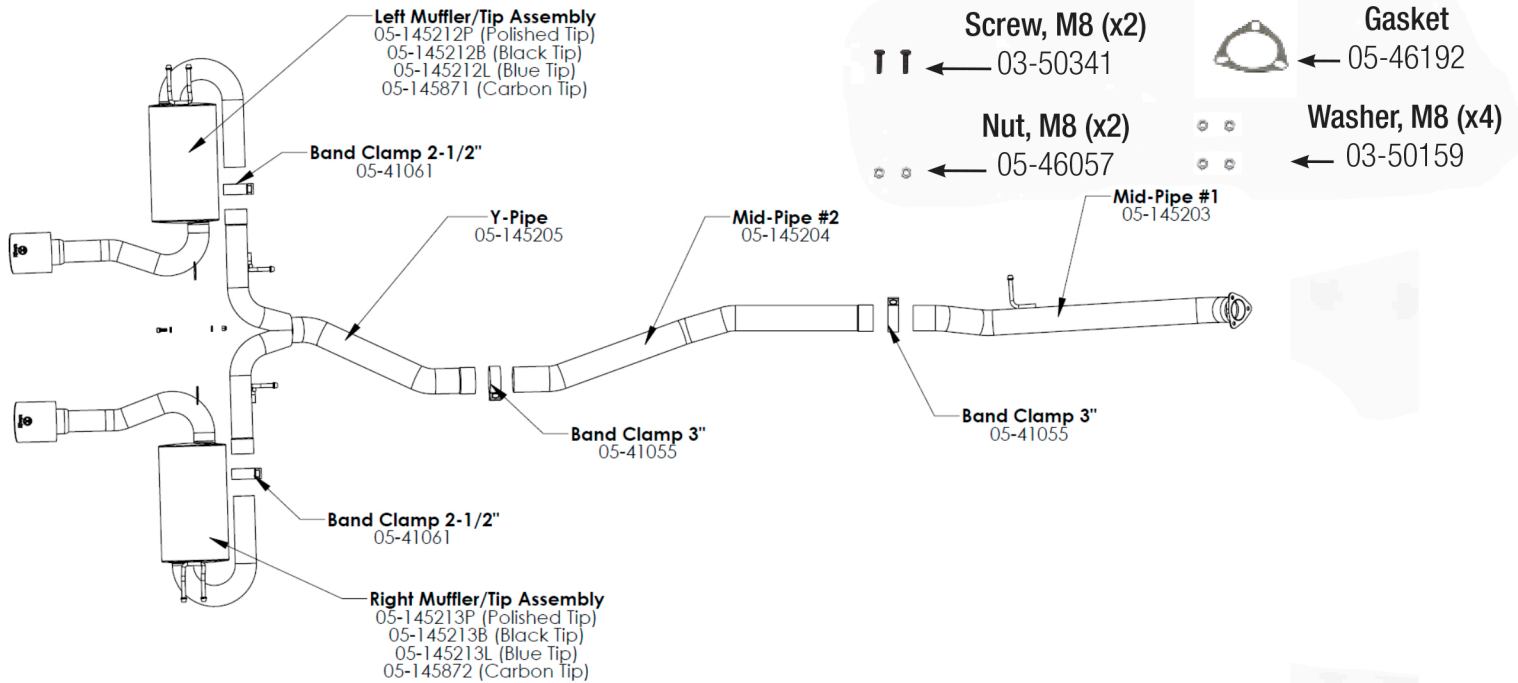 Left Muffler/Tip Assembly
05-145212P (Polished Tip)
05-145212B (Black Tip)
05-145212L (Blue Tip)
05-145871 (Carbon Tip)
Screw, M8 (x2)
03-50341
Gasket
05-46192
Nut, M8 (x2)
05-46057
Washer, M8 (x4)
03-50159
Band Clamp 2-1/2"
05-41061
Y-Pipe
05-145205
Mid-Pipe #2
05-145204
Mid-Pipe #1
05-145203
Band Clamp 3"
05-41055
Band Clamp 3"
05-41055
Band Clamp 2-1/2"
05-41061
Right Muffler/Tip Assembly
05-145213P (Polished Tip)
05-145213B (Black Tip)
05-145213L (Blue Tip)
05-145872 (Carbon Tip)